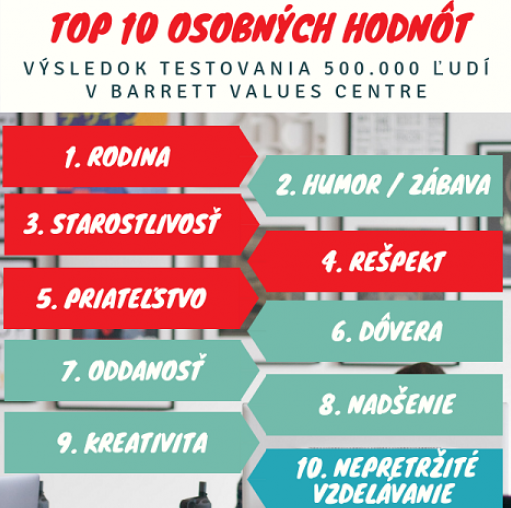 TOP 10 OSOBNÝCH HODNÔT
VÝSLEDOK TESTOVANIA 500.000 ĽUDÍ
V BARRETT VALUES CENTRE
1. RODINA
2. HUMOR / ZÁBAVA
3. STAROSTLIVOSŤ
4. REŠPEKT
5. PRIATEĽSTVO
6. DÔVERA
7. ODDANOSŤ
8. NADŠENIE
9. KREATIVITA
10. NEPRETRŽITÉ
VZDELÁVANIE